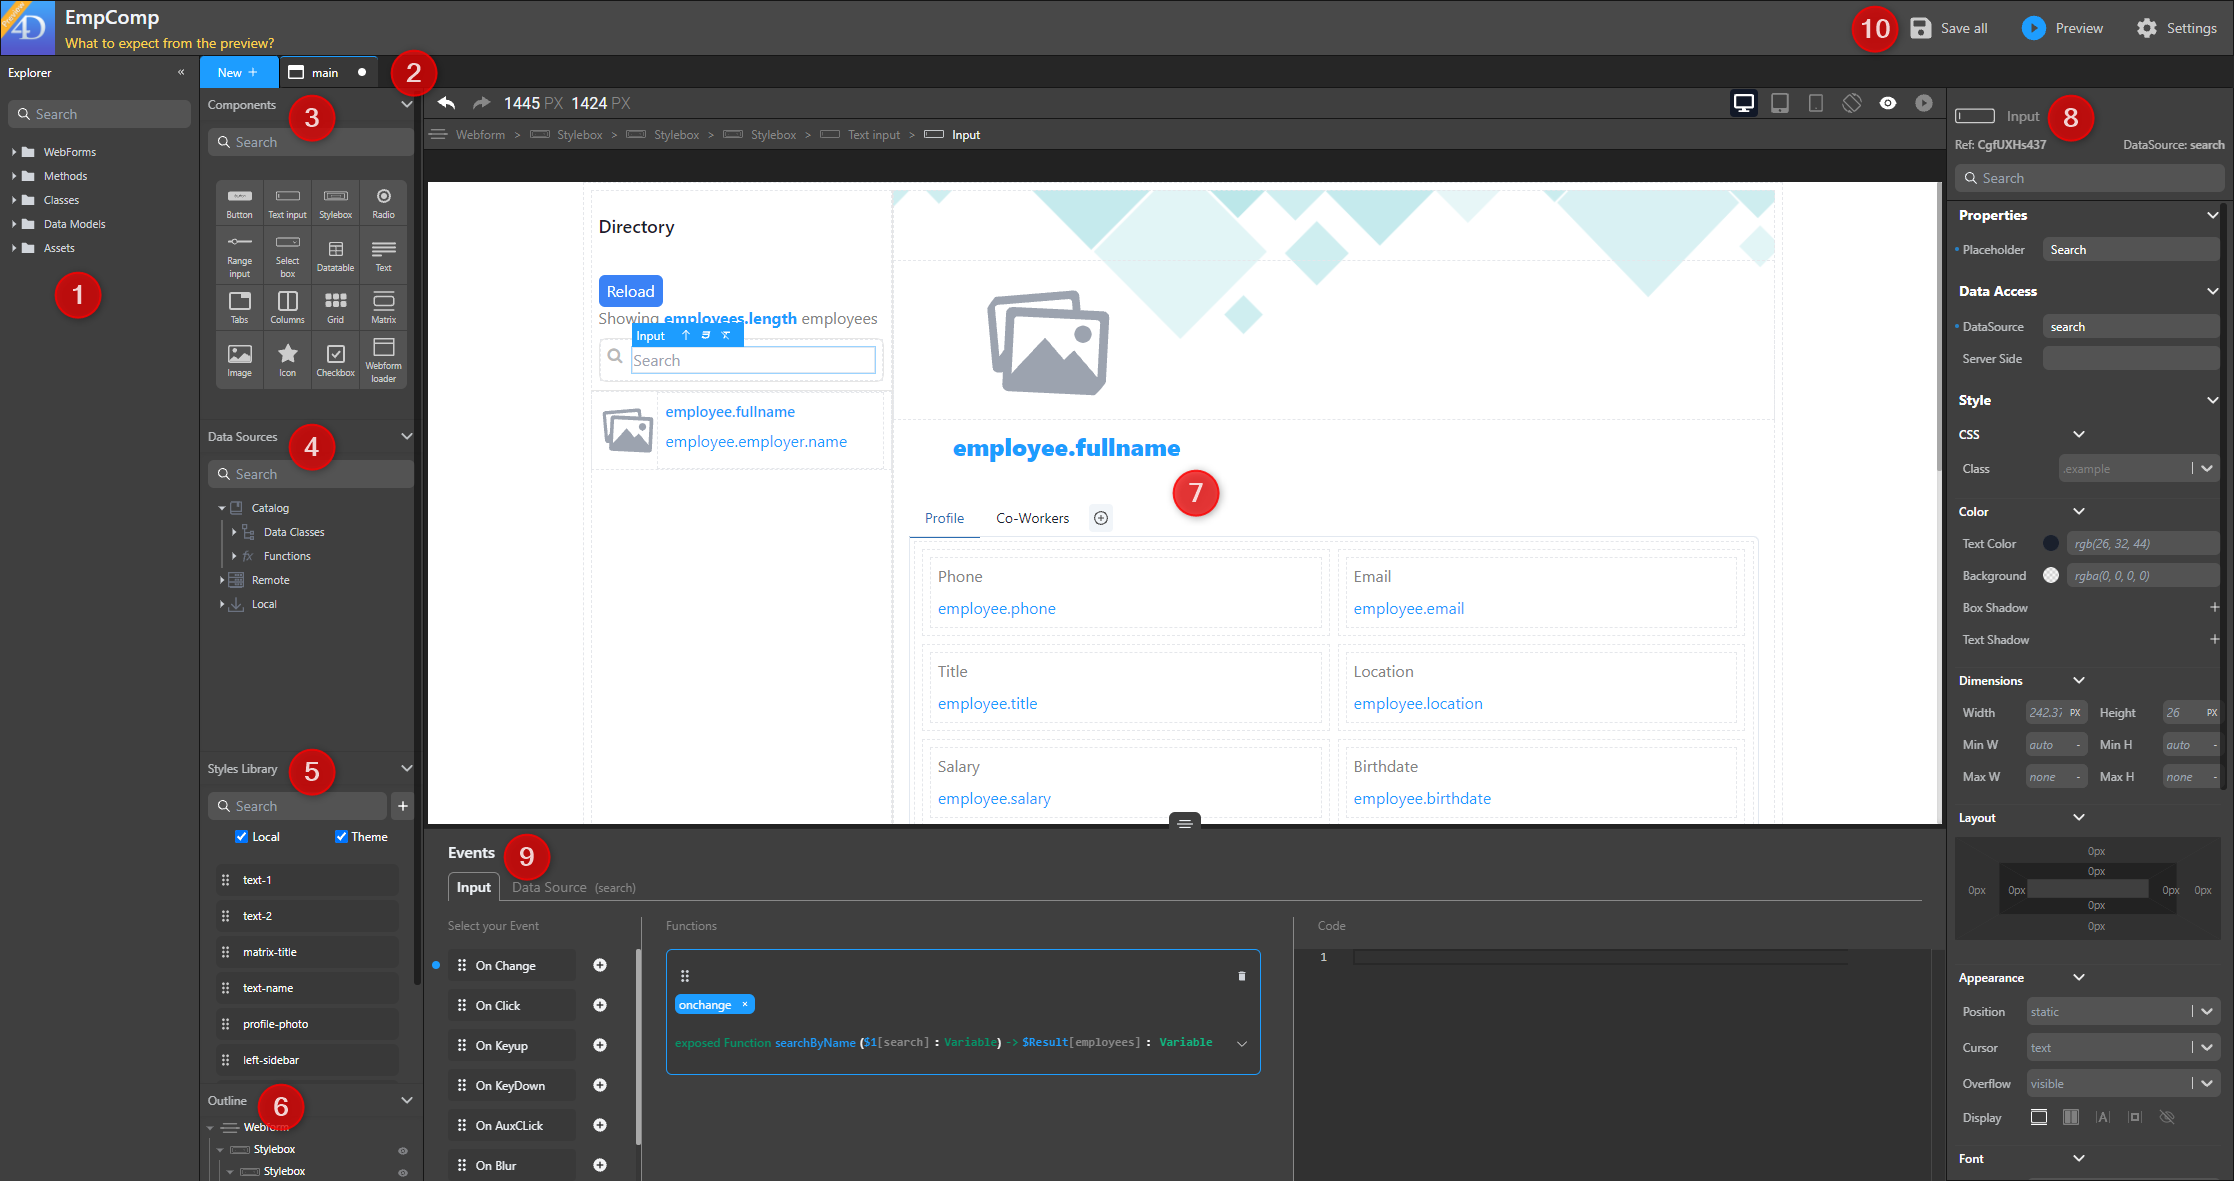 Preview
4D
EmpComp
What to expect from the preview?
10
Save all
Preview
Settings
Explorer
«
New +
main
2
Search
WebForms
Methods
Classes
Data Models
Assets
1
Components
3
Search
Button
Text input
Stylebox
Radio
Range input
Select box
Datatable
Text
Tabs
Columns
Grid
Matrix
Image
Icon
Checkbox
Webform loader
Data Sources
4
Search
Catalog
Data Classes
fx Functions
Remote
Local
Styles Library
5
Search
+
Local
Theme
text-1
text-2
matrix-title
text-name
profile-photo
left-sidebar
Outline
6
Webform
Stylebox
Stylebox
1445 PX 1424 PX
Webform > Stylebox > Stylebox > Stylebox > Text input > Input
Directory
Reload
Showing employees.length employees
Input
Search
employee.fullname
employee.employer.name
employee.fullname
7
Profile
Co-Workers
Phone
employee.phone
Email
employee.email
Title
employee.title
Location
employee.location
Salary
employee.salary
Birthdate
employee.birthdate
Events
9
Input
Data Source (search)
Select your Event
On Change
On Click
On Keyup
On KeyDown
On AuxCLick
On Blur
Functions
onchange ×
exposed Function searchByName ($1[search] : Variable) -> $Result[employees] : Variable
Code
1
Input
8
Ref: CgfUXHs437
DataSource: search
Search
Properties
Placeholder
Search
Data Access
DataSource
search
Server Side
Style
CSS
Class
.example
Color
Text Color
rgb(26, 32, 44)
Background
rgba(0, 0, 0, 0)
Box Shadow +
Text Shadow +
Dimensions
Width
242.37 PX
Height
26 PX
Min W
auto -
Min H
auto -
Max W
none -
Max H
none -
Layout
0px
0px
0px 0px 0px 0px
0px
0px
Appearance
Position
static
Cursor
text
Overflow
visible
Display
A
Font